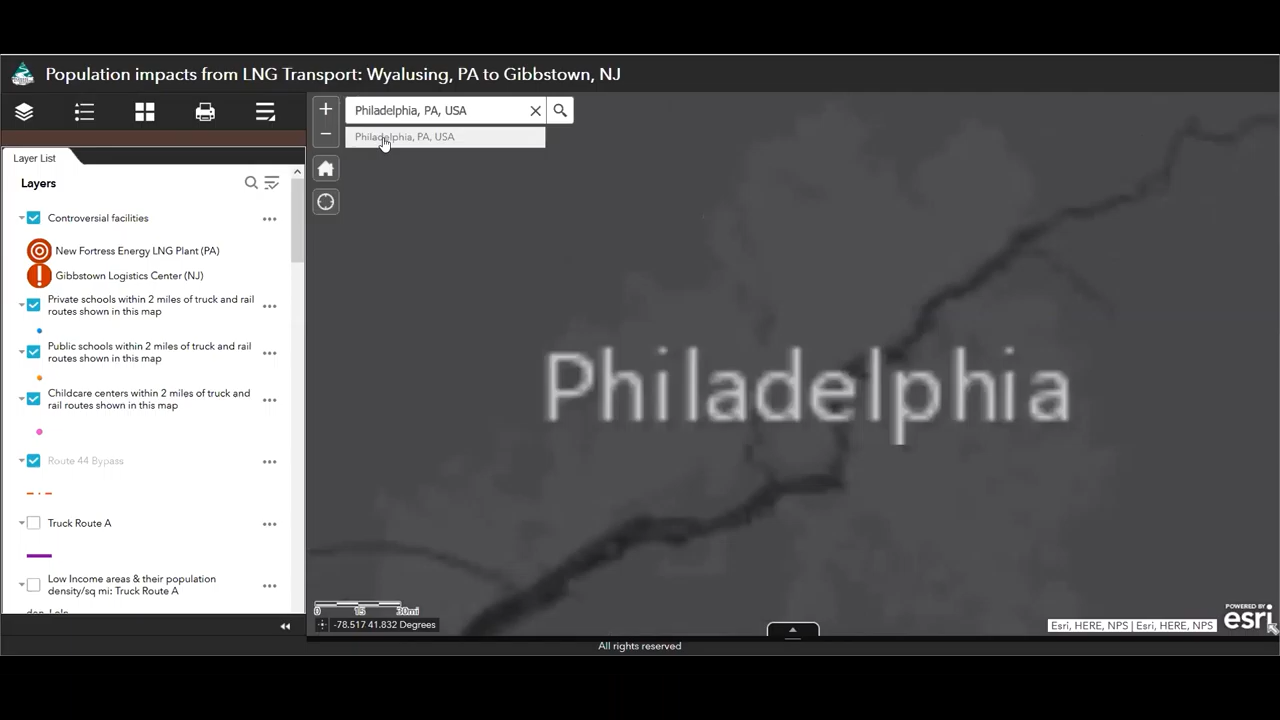 Population impacts from LNG Transport: Wyalusing, PA to Gibbstown, NJ
+
Philadelphia, PA, USA
−
Philadelphia, PA, USA
Layer List
Layers
Controversial facilities
New Fortress Energy LNG Plant (PA)
Gibbstown Logistics Center (NJ)
Private schools within 2 miles of truck and rail
routes shown in this map
Public schools within 2 miles of truck and rail
routes shown in this map
Childcare centers within 2 miles of truck and
rail routes shown in this map
Route 44 Bypass
Truck Route A
Low Income areas & their population
density/sq mi: Truck Route A
Philadelphia
0 15 30mi
-78.517 41.832 Degrees
POWERED BY
esri
Esri, HERE, NPS | Esri, HERE, NPS
All rights reserved